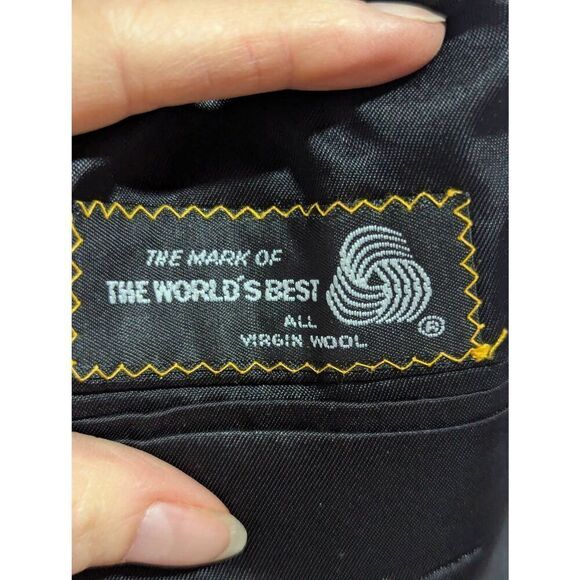 THE MARK OF
THE WORLD'S BEST
ALL
VIRGIN WOOL
®